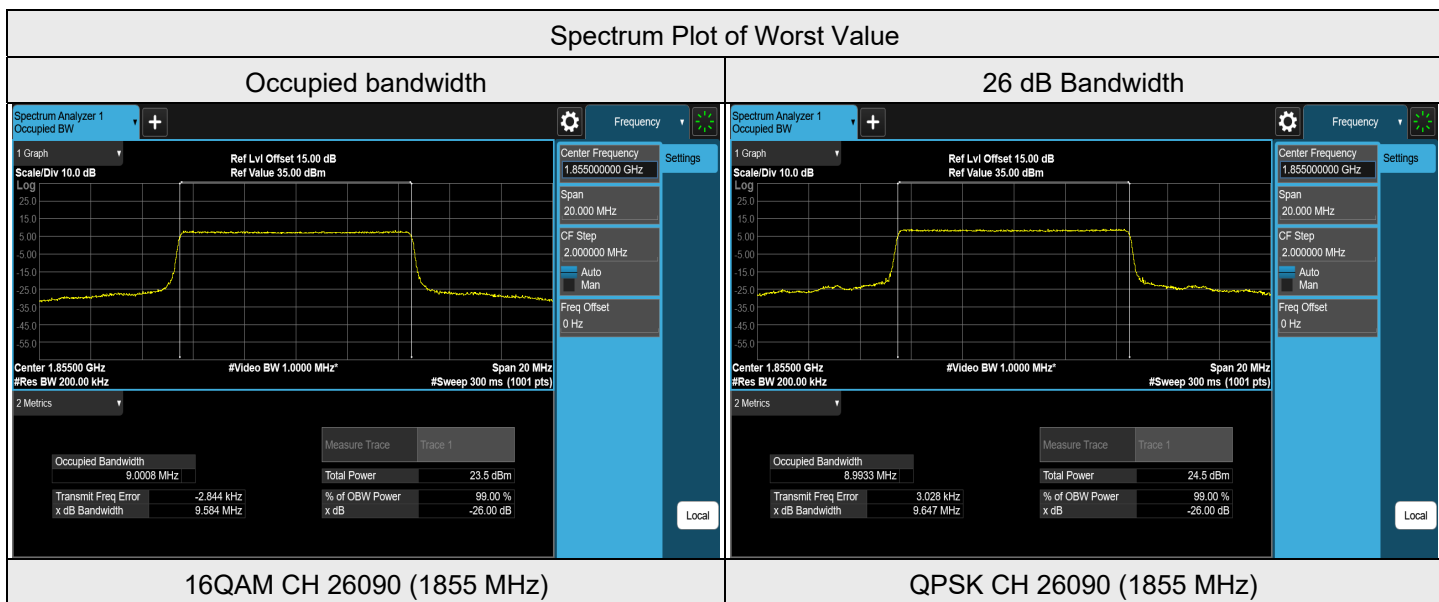 Spectrum Plot of Worst Value
Occupied bandwidth
26 dB Bandwidth
Spectrum Analyzer 1
Occupied BW
+
Frequency
1 Graph
Scale/Div 10.0 dB
Ref Lvl Offset 15.00 dB
Ref Value 35.00 dBm
Log
25.0
15.0
5.00
-5.00
-15.0
-25.0
-35.0
-45.0
-55.0
Center 1.85500 GHz
#Video BW 1.0000 MHz*
Span 20 MHz
#Res BW 200.00 kHz
#Sweep 300 ms (1001 pts)
Center Frequency
1.855000000 GHz
Settings
Span
20.000 MHz
CF Step
2.000000 MHz
Auto
Man
Freq Offset
0 Hz
Local
2 Metrics
Measure Trace
Trace 1
Occupied Bandwidth
9.0008 MHz
Total Power
23.5 dBm
Transmit Freq Error
-2.844 kHz
% of OBW Power
99.00 %
x dB Bandwidth
9.584 MHz
x dB
-26.00 dB
16QAM CH 26090 (1855 MHz)
Spectrum Analyzer 1
Occupied BW
+
Frequency
1 Graph
Scale/Div 10.0 dB
Ref Lvl Offset 15.00 dB
Ref Value 35.00 dBm
Log
25.0
15.0
5.00
-5.00
-15.0
-25.0
-35.0
-45.0
-55.0
Center 1.85500 GHz
#Video BW 1.0000 MHz*
Span 20 MHz
#Res BW 200.00 kHz
#Sweep 300 ms (1001 pts)
Center Frequency
1.855000000 GHz
Settings
Span
20.000 MHz
CF Step
2.000000 MHz
Auto
Man
Freq Offset
0 Hz
Local
2 Metrics
Measure Trace
Trace 1
Occupied Bandwidth
8.9933 MHz
Total Power
24.5 dBm
Transmit Freq Error
3.028 kHz
% of OBW Power
99.00 %
x dB Bandwidth
9.647 MHz
x dB
-26.00 dB
QPSK CH 26090 (1855 MHz)